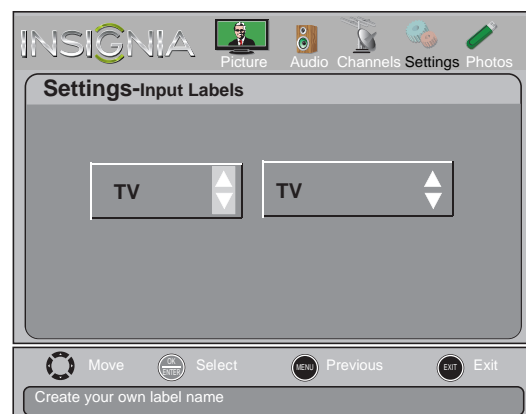 INSIGNIA
Picture Audio Channels Settings Photos
Settings-Input Labels
TV TV
Move OK ENTER Select MENU Previous EXIT Exit
Create your own label name